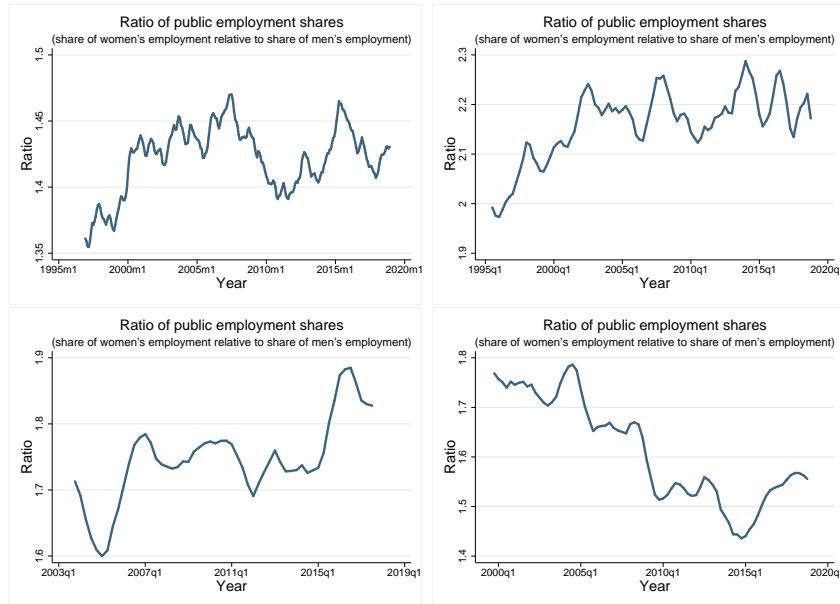 Ratio of public employment shares
(share of women's employment relative to share of men's employment)
Ratio
1.5
1.45
1.4
1.35
1995m1 2000m1 2005m1 2010m1 2015m1 2020m1
Year
Ratio of public employment shares
(share of women's employment relative to share of men's employment)
Ratio
2.3
2.2
2.1
2
1.9
1995q1 2000q1 2005q1 2010q1 2015q1 2020q
Year
Ratio of public employment shares
(share of women's employment relative to share of men's employment)
Ratio
1.9
1.8
1.7
1.6
2003q1 2007q1 2011q1 2015q1 2019q1
Year
Ratio of public employment shares
(share of women's employment relative to share of men's employment)
Ratio
1.8
1.7
1.6
1.5
1.4
2000q1 2005q1 2010q1 2015q1 2020q
Year